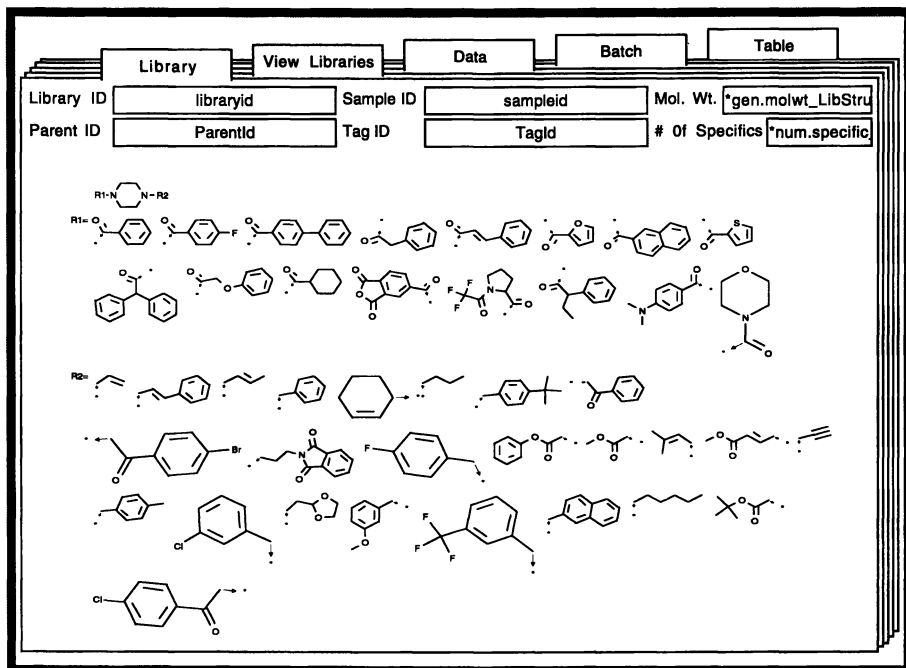 Library View Libraries Data Batch Table
Library ID libraryid Sample ID sampleid Mol. Wt. *gen.molwt_LibStru
Parent ID ParentId Tag ID TagId # Of Specifics *num.specific
R1-N N-R2
R1= O O O O O O O S
F O O
O O O O O O O O
O O F N O N N
F F O O O
R2= O
O
Br N O F O O O O
O O O O
Cl O O F O
O F F O
Cl
O